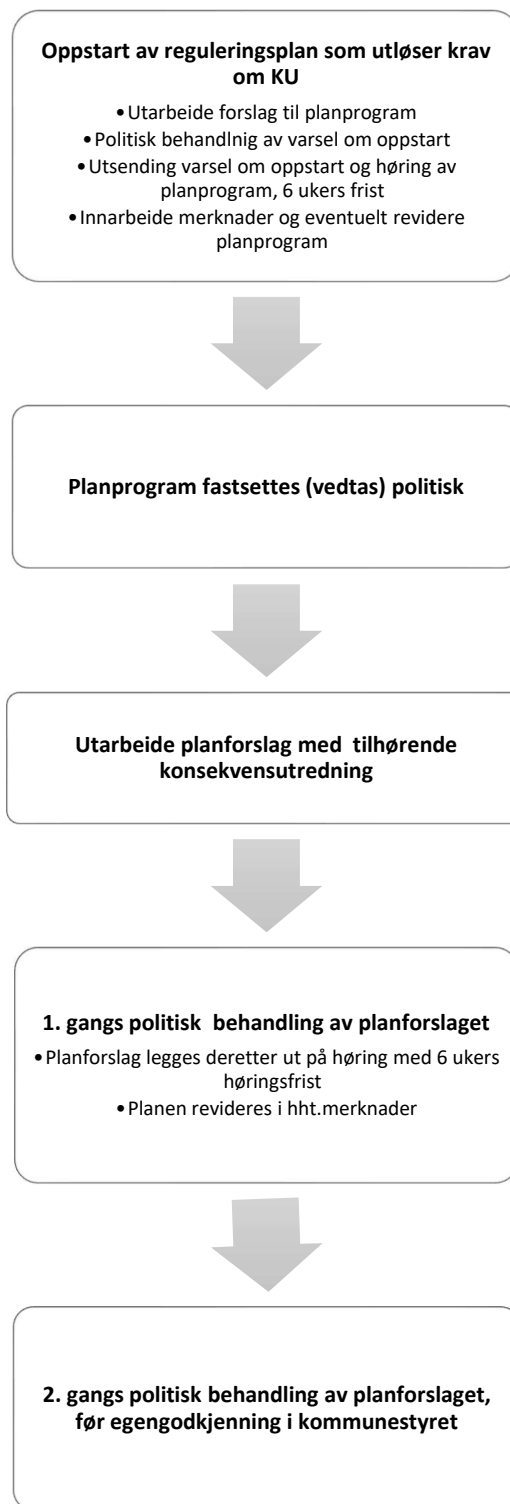 Oppstart av reguleringsplan som utløser krav
om KU
•Utarbeide forslag til planprogram
•Politisk behandlnig av varsel om oppstart
•Utsending varsel om oppstart og høring av
planprogram, 6 ukers frist
•Innarbeide merknader og eventuelt revidere
planprogram
Planprogram fastsettes (vedtas) politisk
Utarbeide planforslag med tilhørende
konsekvensutredning
1. gangs politisk behandling av planforslaget
•Planforslag legges deretter ut på høring med 6 ukers
høringsfrist
•Planen revideres i hht.merknader
2. gangs politisk behandling av planforslaget,
før egengodkjenning i kommunestyret